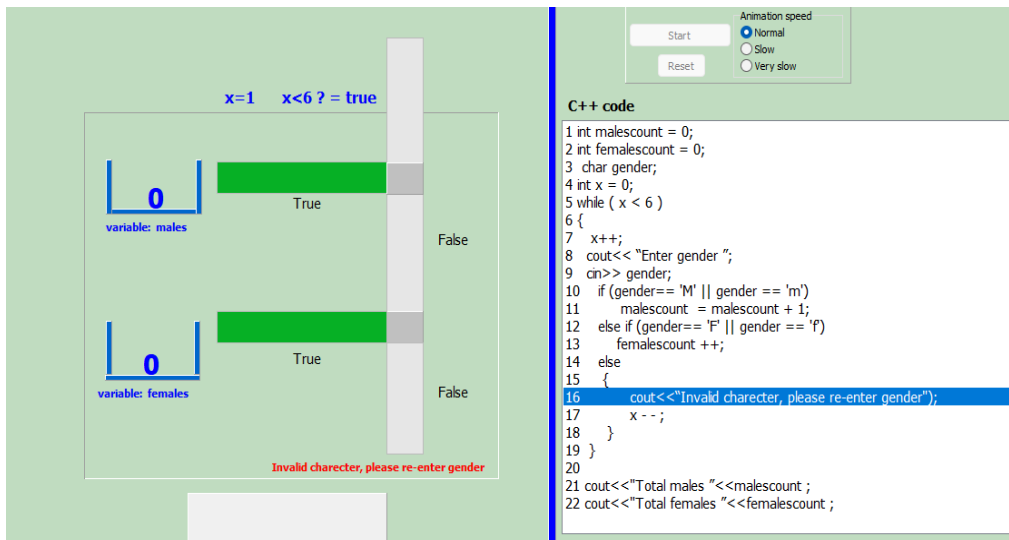 x=1 x<6 ? = true
0
variable: males
True
False
0
variable: females
True
False
Invalid charecter, please re-enter gender
Animation speed
Start
Normal
Slow
Reset
Very slow
C++ code
1 int malescount = 0;
2 int femalescount = 0;
3 char gender;
4 int x = 0;
5 while ( x < 6 )
6 {
7 x++;
8 cout<< “Enter gender ”;
9 cin>> gender;
10 if (gender== 'M' || gender == 'm')
11 malescount = malescount + 1;
12 else if (gender== 'F' || gender == 'f')
13 femalescount ++;
14 else
15 {
16 cout<<“Invalid charecter, please re-enter gender");
17 x - - ;
18 }
19 }
20
21 cout<<"Total males ”<<malescount ;
22 cout<<"Total females ”<<femalescount ;